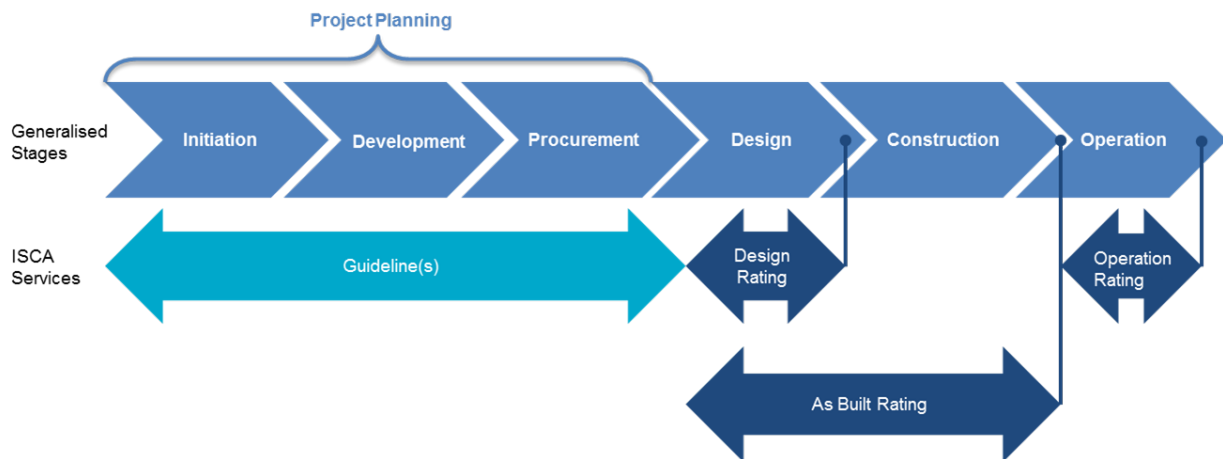 Project Planning
Generalised
Stages
Initiation
Development
Procurement
Design
Construction
Operation
ISCA
Services
Guideline(s)
Design
Rating
Operation
Rating
As Built Rating